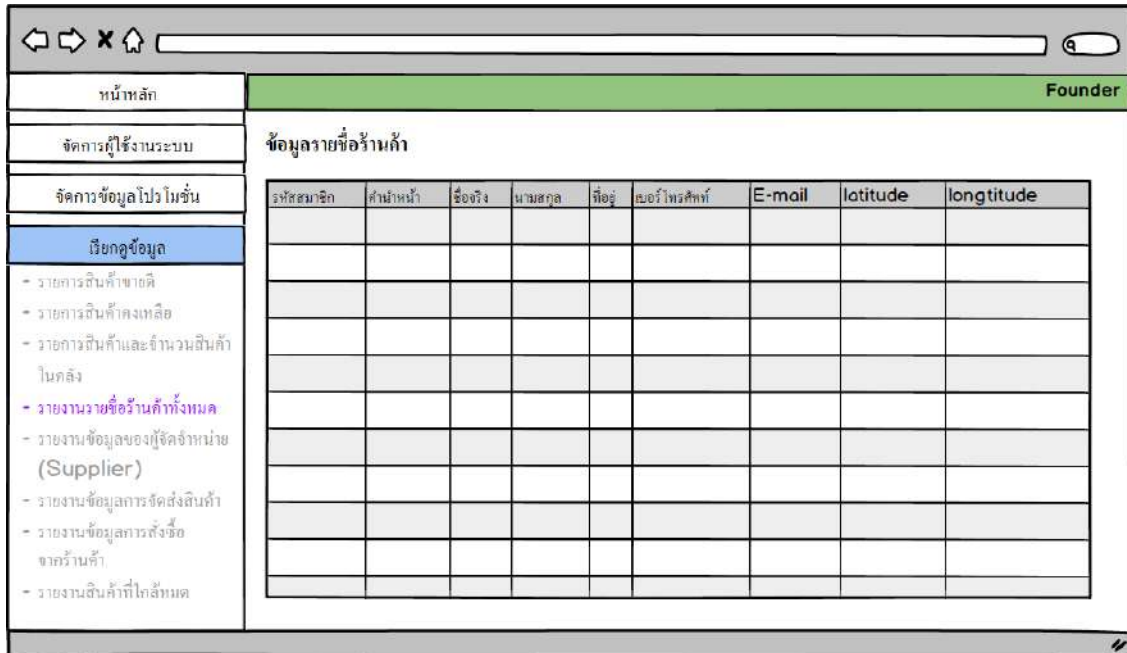 หน้าหลัก
Founder
จัดการผู้ใช้งานระบบ
จัดการข้อมูลโปรโมชั่น
เรียกดูข้อมูล
- รายการสินค้าขายดี
- รายการสินค้าคงเหลือ
- รายการสินค้าและจำนวนสินค้า
ในคลัง
- รายงานรายชื่อร้านค้าทั้งหมด
- รายงานข้อมูลของผู้จัดจำหน่าย
(Supplier)
- รายงานข้อมูลการจัดส่งสินค้า
- รายงานข้อมูลการสั่งซื้อ
จากร้านค้า
- รายงานสินค้าที่ใกล้หมด
ข้อมูลรายชื่อร้านค้า
รหัสสมาชิก คำนำหน้า ชื่อจริง นามสกุล ที่อยู่ เบอร์โทรศัพท์ E-mail latitude longtitude